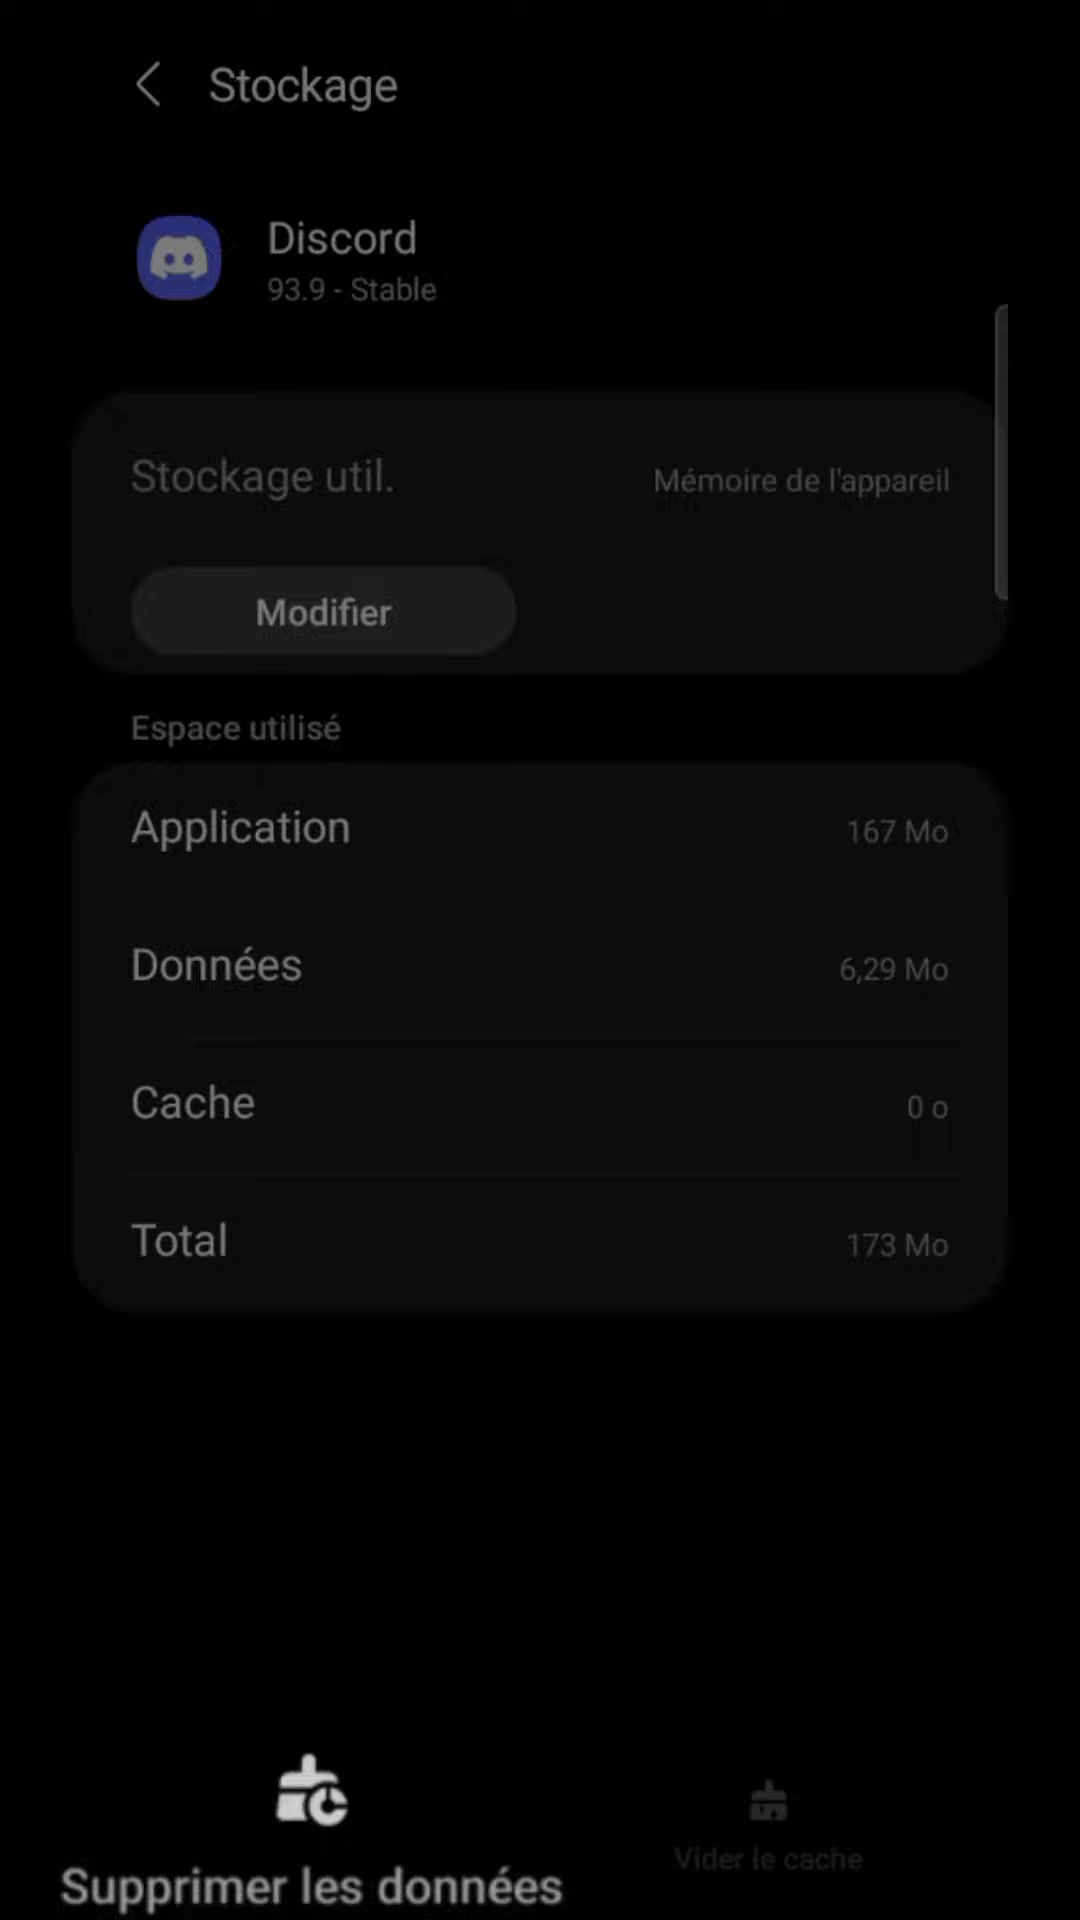 Stockage
Discord
93.9 - Stable
Stockage util.
Mémoire de l'appareil
Modifier
Espace utilisé
Application
167 Mo
Données
6,29 Mo
Cache
0 o
Total
173 Mo
Supprimer les données
Vider le cache